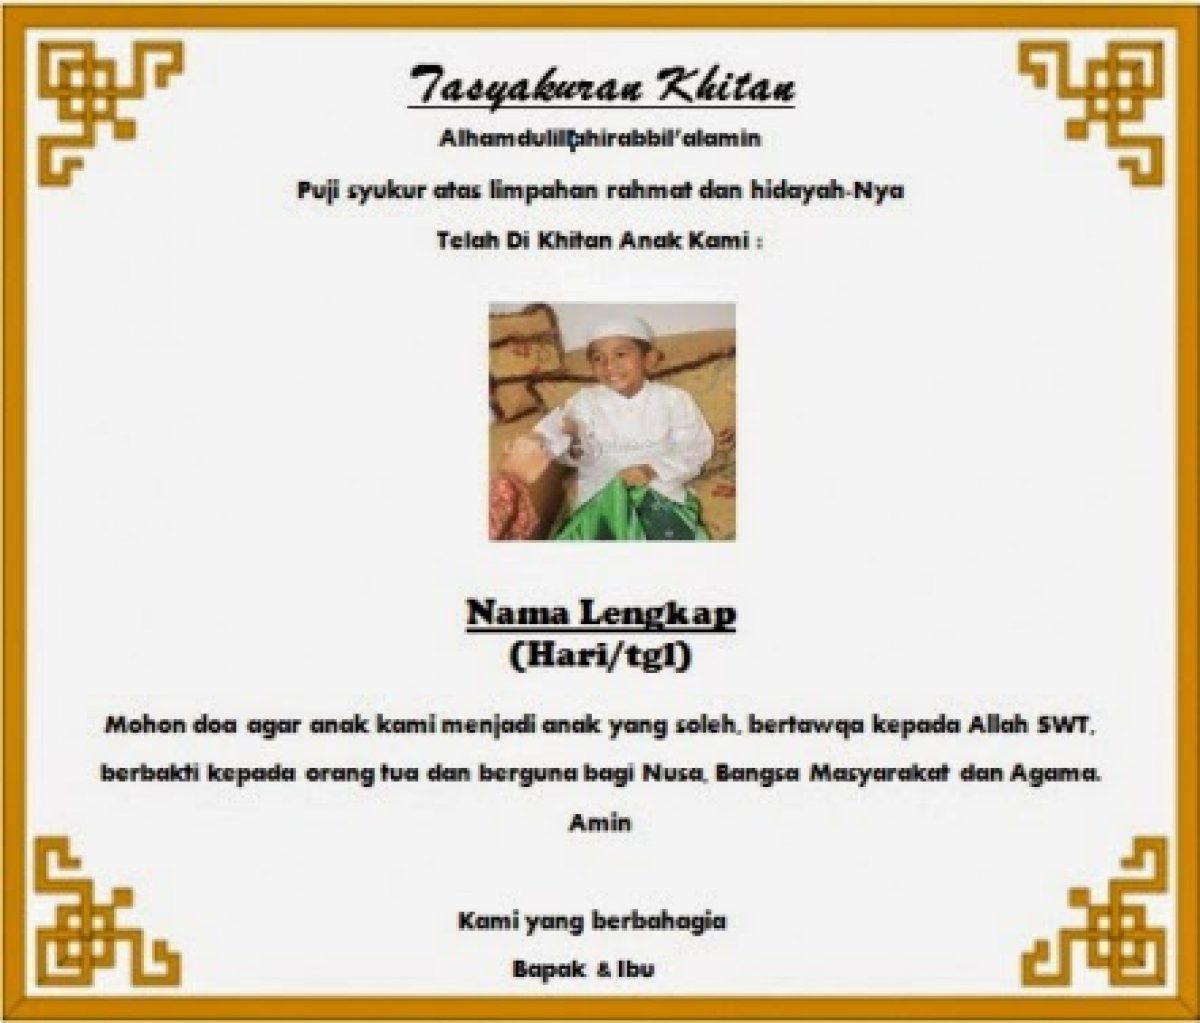 Tasyakuran Khitan
Alhamdulillahirabbil'alamin
Puji syukur atas limpahan rahmat dan hidayah-Nya
Telah Di Khitan Anak Kami :
Nama Lengkap
(Hari/tgl)
Mohon doa agar anak kami menjadi anak yang soleh, bertawqa kepada Allah SWT,
berbakti kepada orang tua dan berguna bagi Nusa, Bangsa Masyarakat dan Agama.
Amin
Kami yang berbahagia
Bapak & Ibu